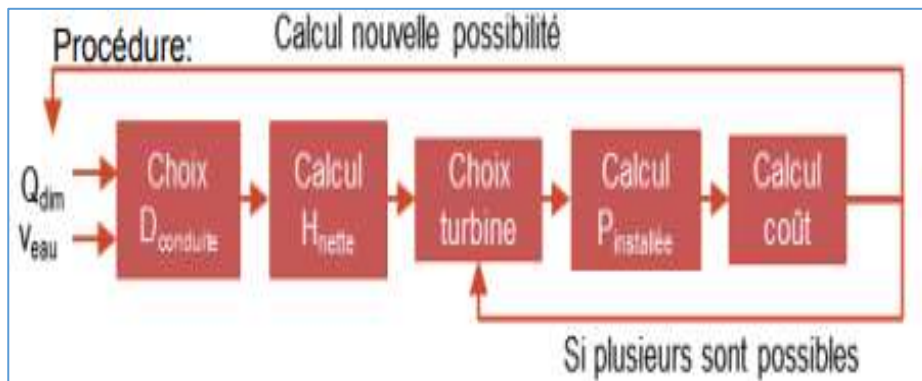 Procédure:
Calcul nouvelle possibilité
Qdim
Veau
Choix
Dconduite
Calcul
Hnette
Choix
turbine
Calcul
Pinstallée
Calcul
coût
Si plusieurs sont possibles